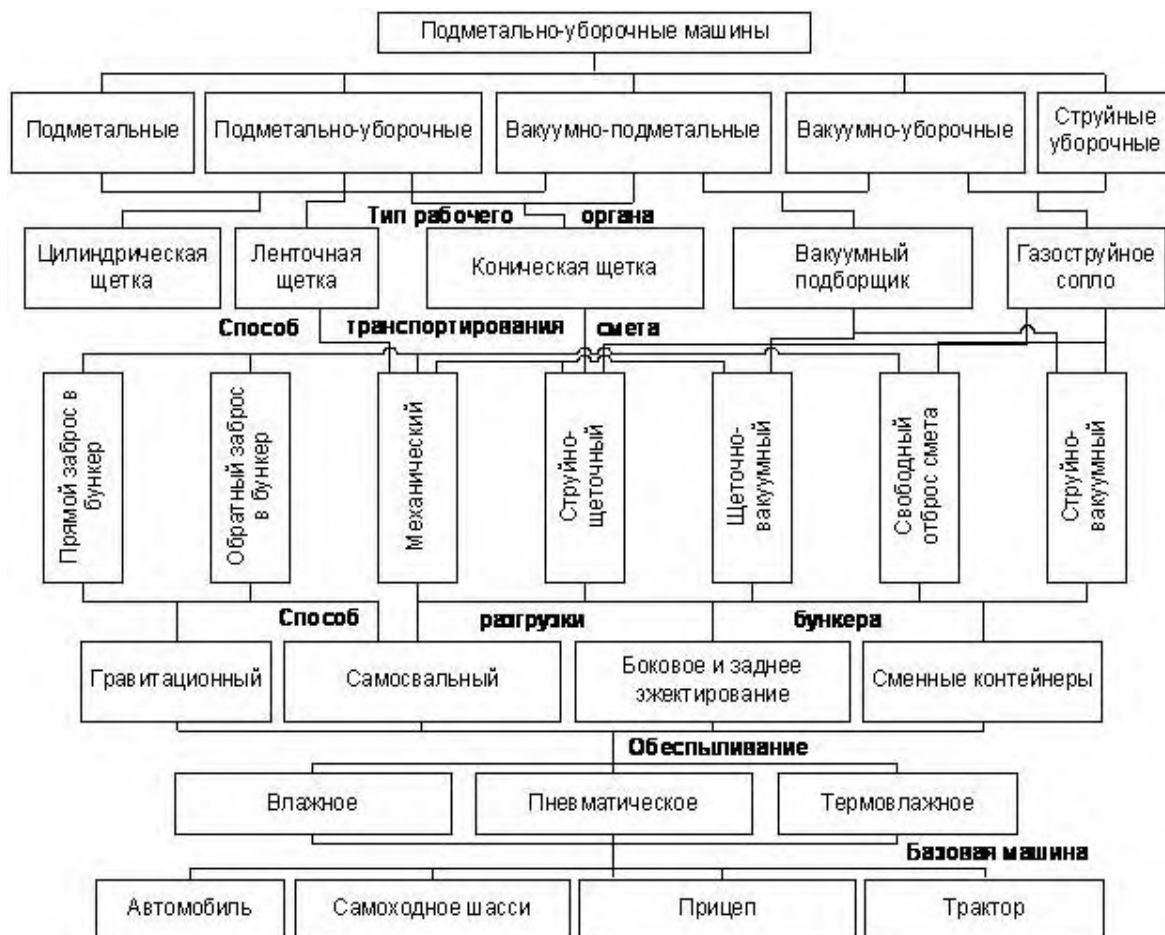 Подметально-уборочные машины
Подметальные
Подметально-уборочные
Вакуумно-подметальные
Вакуумно-уборочные
Струйные
уборочные
Тип рабочего органа
Цилиндрическая
щетка
Ленточная
щетка
Коническая щетка
Вакуумный
подборщик
Газоструйное
сопло
Способ транспортирования смета
Прямой заброс в
бункер
Обратный заброс
в бункер
Механический
Струйно-
щеточный
Щеточно-
вакуумный
Свободный
отброс смета
Струйно-
вакуумный
Способ разгрузки бункера
Гравитационный
Самосвальный
Боковое и заднее
эжектирование
Сменные контейнеры
Обеспыливание
Влажное
Пневматическое
Термовлажное
Базовая машина
Автомобиль
Самоходное шасси
Прицеп
Трактор